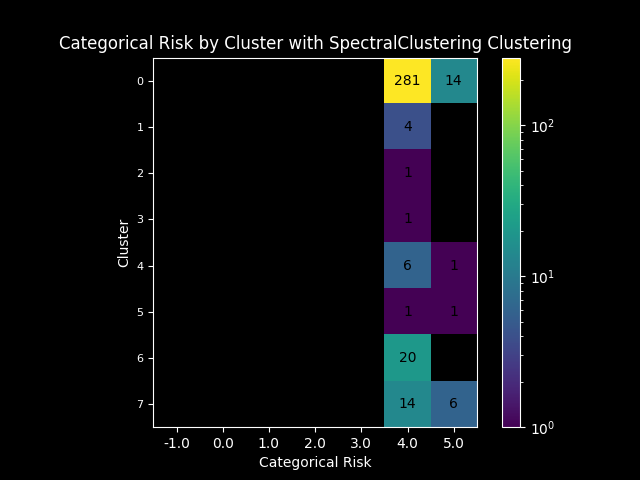 Categorical Risk by Cluster with SpectralClustering Clustering
0 281 14
1 4
2 1
3 1
4 6 1
5 1 1
6 20
7 14 6
Cluster
-1.0 0.0 1.0 2.0 3.0 4.0 5.0
Categorical Risk
10²
10¹
10⁰